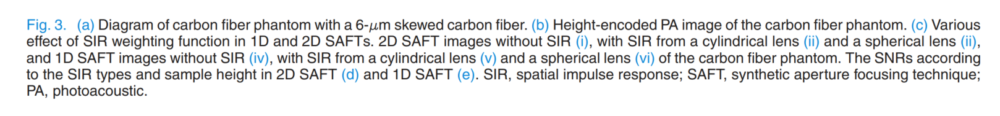 Fig. 3. (a) Diagram of carbon fiber phantom with a 6-μm skewed carbon fiber. (b) Height-encoded PA image of the carbon fiber phantom. (c) Various
effect of SIR weighting function in 1D and 2D SAFTs. 2D SAFT images without SIR (i), with SIR from a cylindrical lens (ii) and a spherical lens (ii),
and 1D SAFT images without SIR (iv), with SIR from a cylindrical lens (v) and a spherical lens (vi) of the carbon fiber phantom. The SNRs according
to the SIR types and sample height in 2D SAFT (d) and 1D SAFT (e). SIR, spatial impulse response; SAFT, synthetic aperture focusing technique;
PA, photoacoustic.